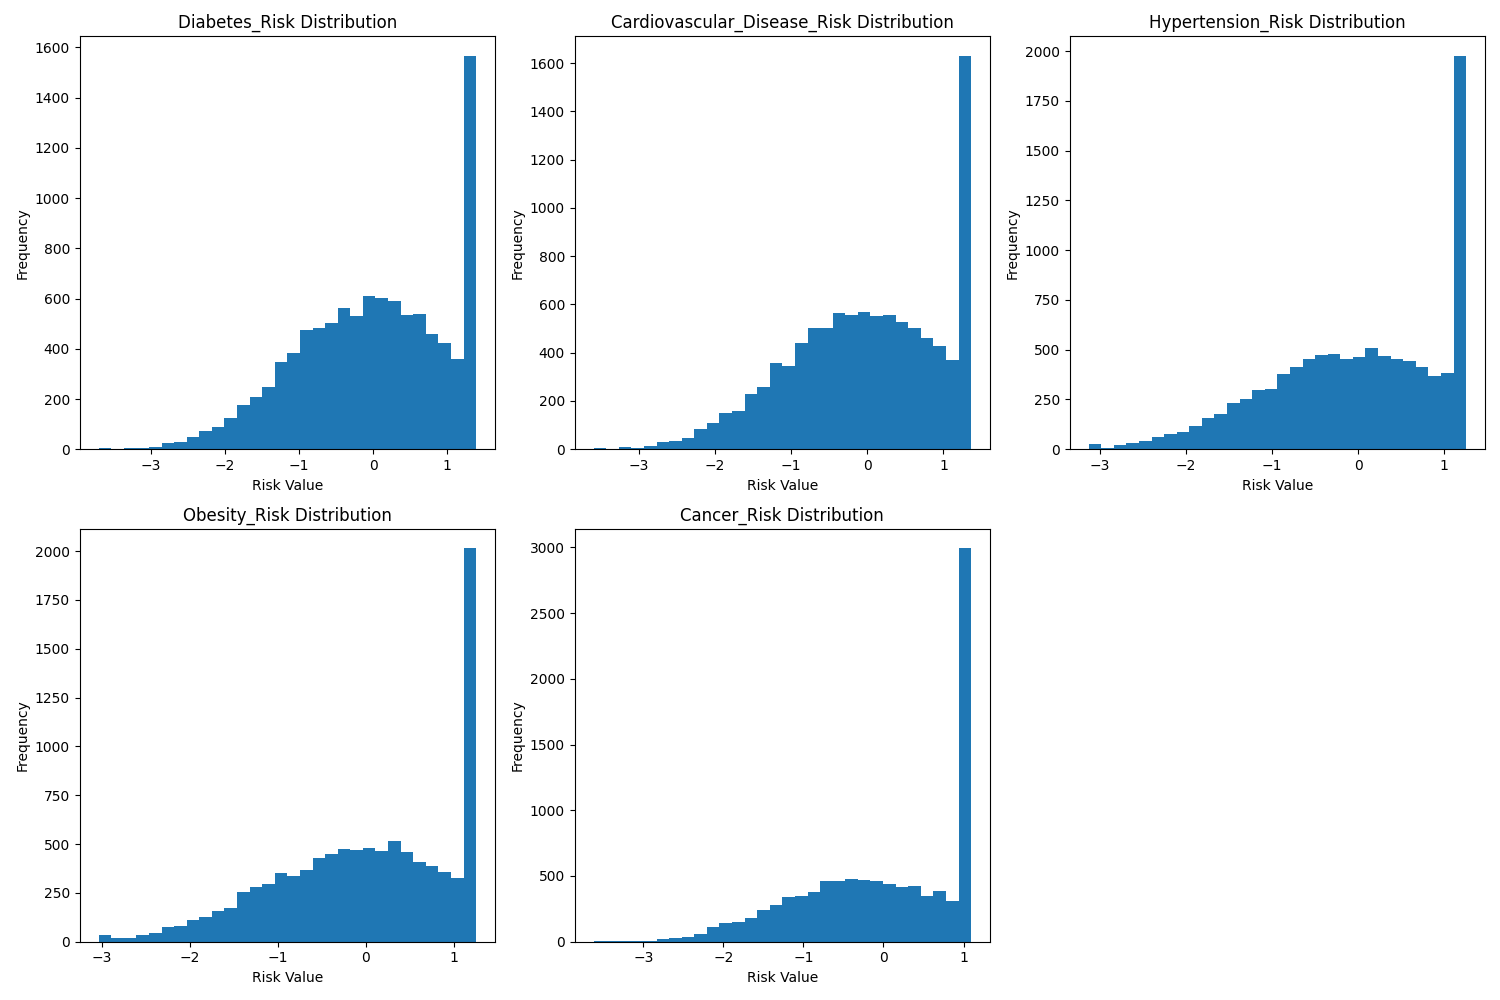 Diabetes_Risk Distribution
1600
1400
1200
1000
800
600
400
200
0
Frequency
−3 −2 −1 0 1
Risk Value
Cardiovascular_Disease_Risk Distribution
1600
1400
1200
1000
800
600
400
200
0
Frequency
−3 −2 −1 0 1
Risk Value
Hypertension_Risk Distribution
2000
1750
1500
1250
1000
750
500
250
0
Frequency
−3 −2 −1 0 1
Risk Value
Obesity_Risk Distribution
2000
1750
1500
1250
1000
750
500
250
0
Frequency
−3 −2 −1 0 1
Risk Value
Cancer_Risk Distribution
3000
2500
2000
1500
1000
500
0
Frequency
−3 −2 −1 0 1
Risk Value